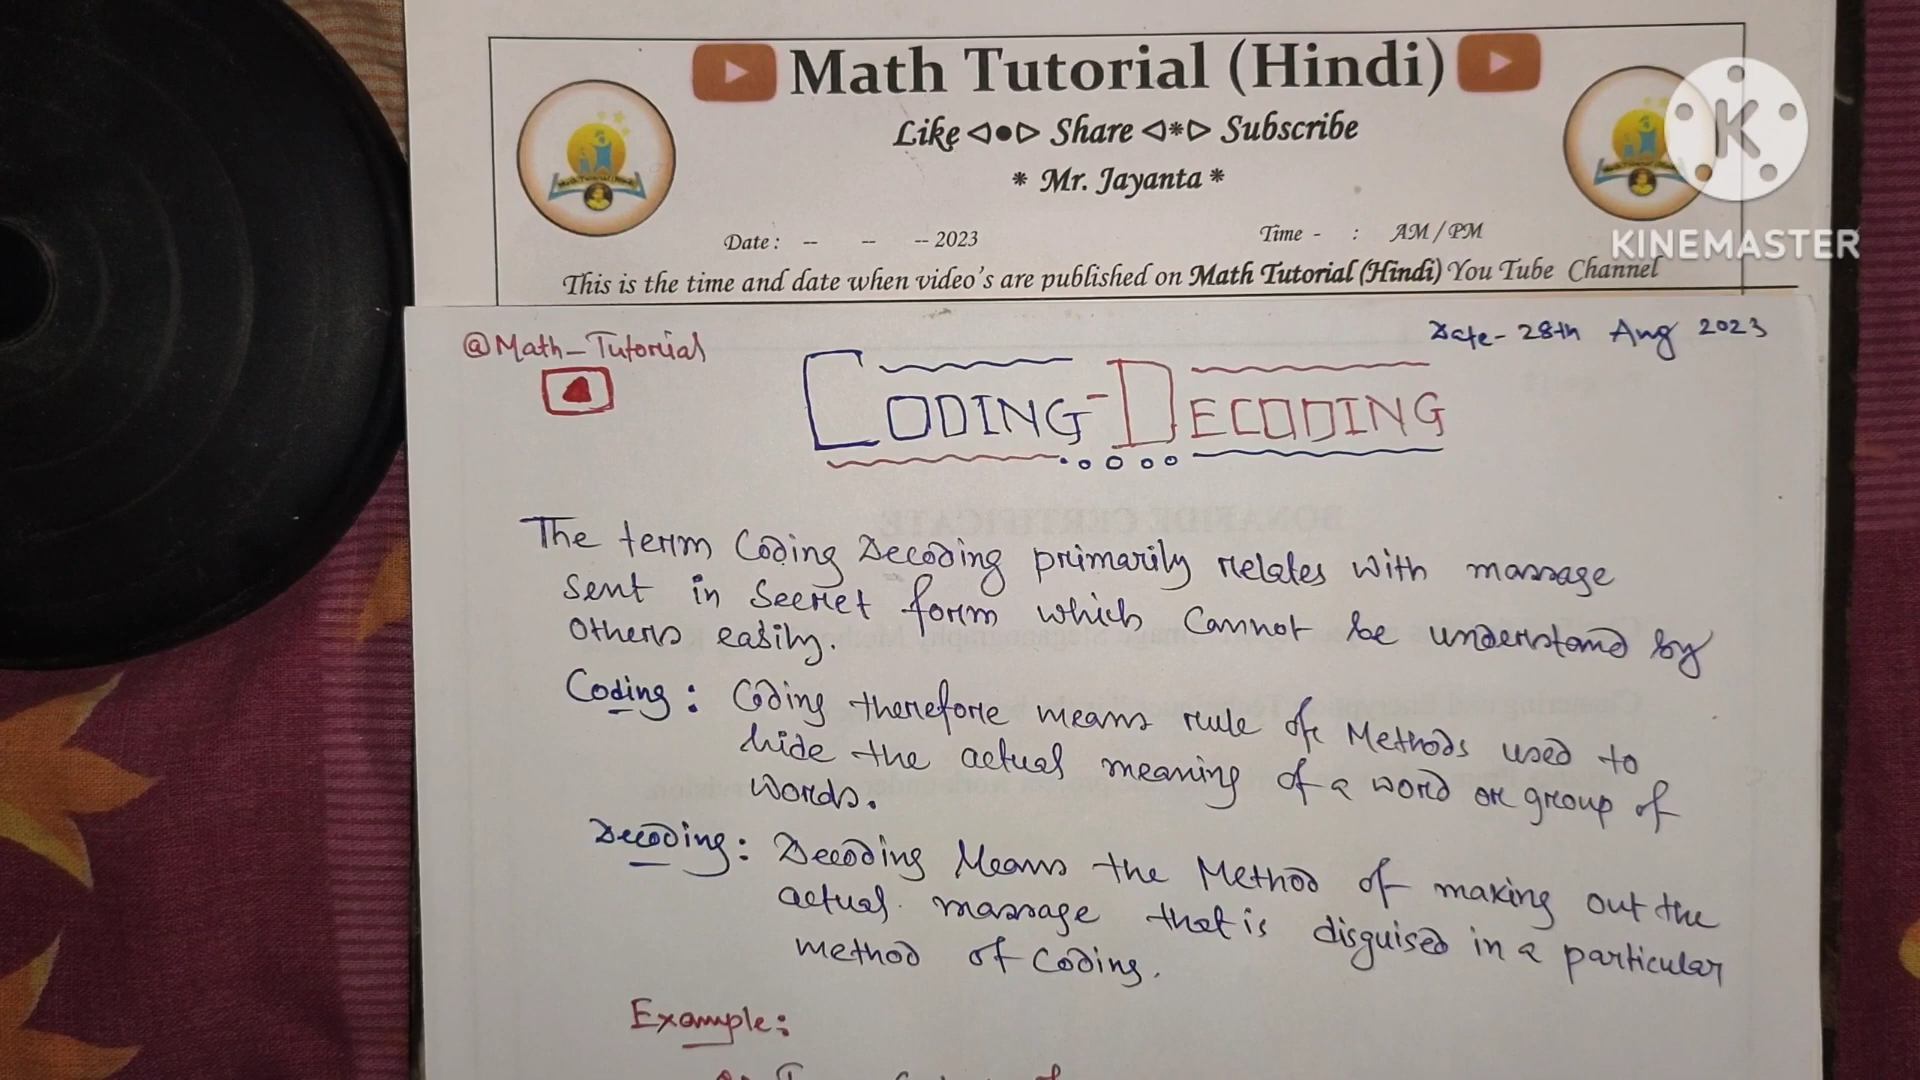 Math Tutorial (Hindi)
Like ◁●▷ Share ◁*▷ Subscribe
* Mr. Jayanta *
Date : -- -- -- 2023 Time - : AM / PM
This is the time and date when video's are published on Math Tutorial (Hindi) You Tube Channel
KINEMASTER
@Math_Tutorial
Date- 28th Aug 2023
CODING-DECODING
The term Coding Decoding primarily relates with massage
sent in Secret form which Cannot be understand by
others easily.
Coding : Coding therefore means rule of Methods used to
hide the actual meaning of a word or group of
words.
Decoding : Decoding Means the Method of making out the
actual massage that is disguised in a particular
method of Coding.
Example :